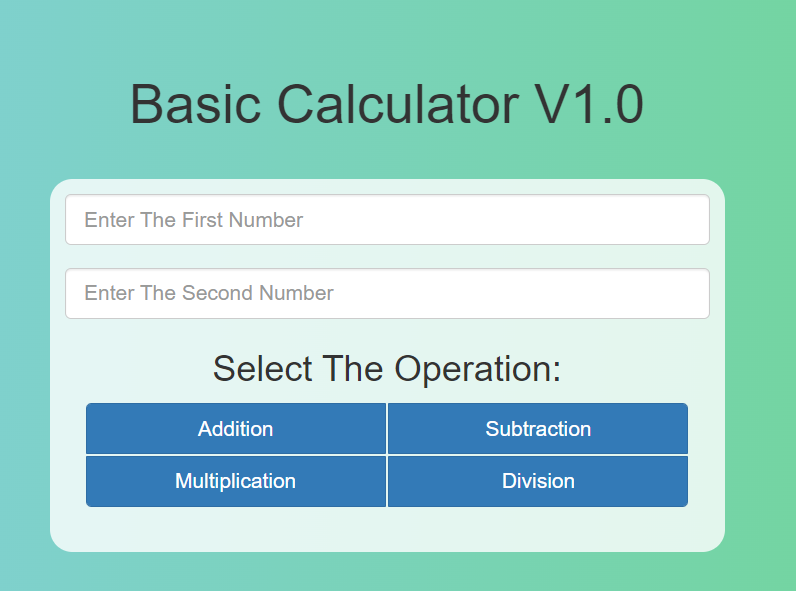 Basic Calculator V1.0
Enter The First Number
Enter The Second Number
Select The Operation:
Addition Subtraction
Multiplication Division